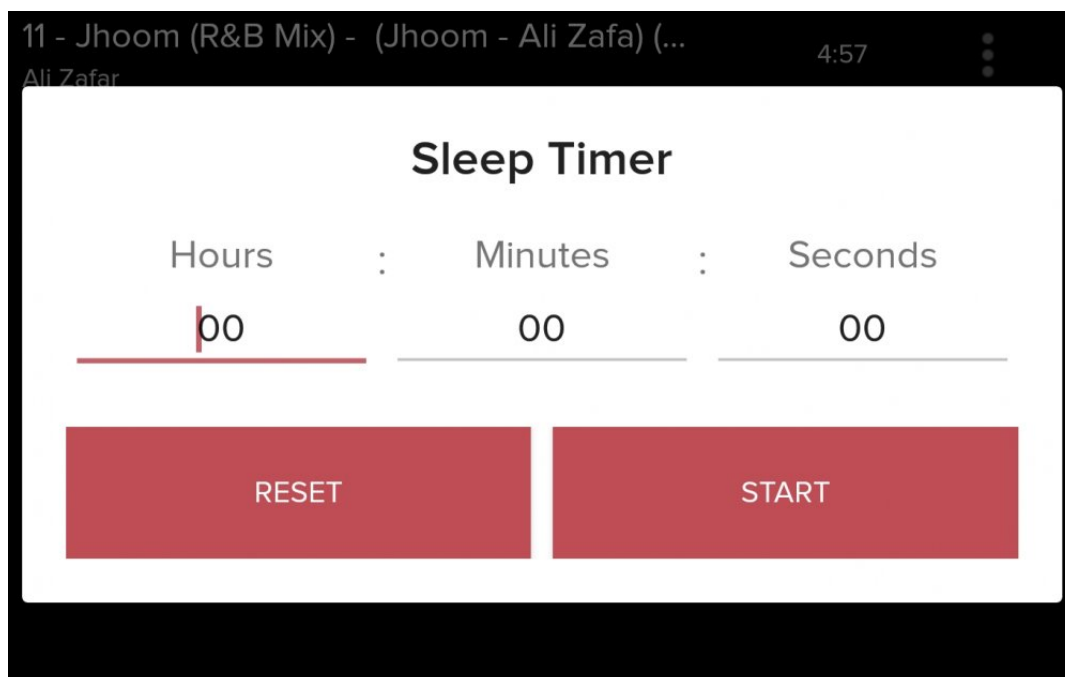 11 - Jhoom (R&B Mix) -  (Jhoom - Ali Zafa) (...
4:57
Ali Zafar
Sleep Timer
Hours : Minutes : Seconds
00 00 00
RESET START